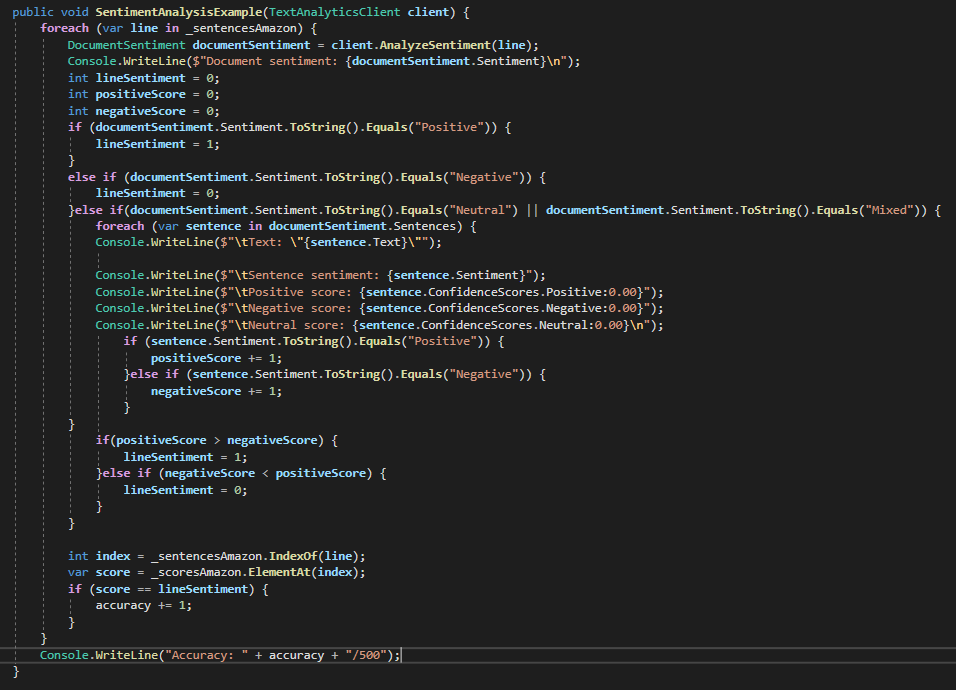 public void SentimentAnalysisExample(TextAnalyticsClient client) {
    foreach (var line in _sentencesAmazon) {
        DocumentSentiment documentSentiment = client.AnalyzeSentiment(line);
        Console.WriteLine($"Document sentiment: {documentSentiment.Sentiment}\n");
        int lineSentiment = 0;
        int positiveScore = 0;
        int negativeScore = 0;
        if (documentSentiment.Sentiment.ToString().Equals("Positive")) {
            lineSentiment = 1;
        }
        else if (documentSentiment.Sentiment.ToString().Equals("Negative")) {
            lineSentiment = 0;
        }else if(documentSentiment.Sentiment.ToString().Equals("Neutral") || documentSentiment.Sentiment.ToString().Equals("Mixed")) {
            foreach (var sentence in documentSentiment.Sentences) {
            Console.WriteLine($"\tText: \"{sentence.Text}\"");

            Console.WriteLine($"\tSentence sentiment: {sentence.Sentiment}");
            Console.WriteLine($"\tPositive score: {sentence.ConfidenceScores.Positive:0.00}");
            Console.WriteLine($"\tNegative score: {sentence.ConfidenceScores.Negative:0.00}");
            Console.WriteLine($"\tNeutral score: {sentence.ConfidenceScores.Neutral:0.00}\n");
                if (sentence.Sentiment.ToString().Equals("Positive")) {
                    positiveScore += 1;
                }else if (sentence.Sentiment.ToString().Equals("Negative")) {
                    negativeScore += 1;
                }
        }
            if(positiveScore > negativeScore) {
                lineSentiment = 1;
            }else if (negativeScore < positiveScore) {
                lineSentiment = 0;
            }
        }

        int index = _sentencesAmazon.IndexOf(line);
        var score = _scoresAmazon.ElementAt(index);
        if (score == lineSentiment) {
            accuracy += 1;
        }
    }
    Console.WriteLine("Accuracy: " + accuracy + "/500");
}